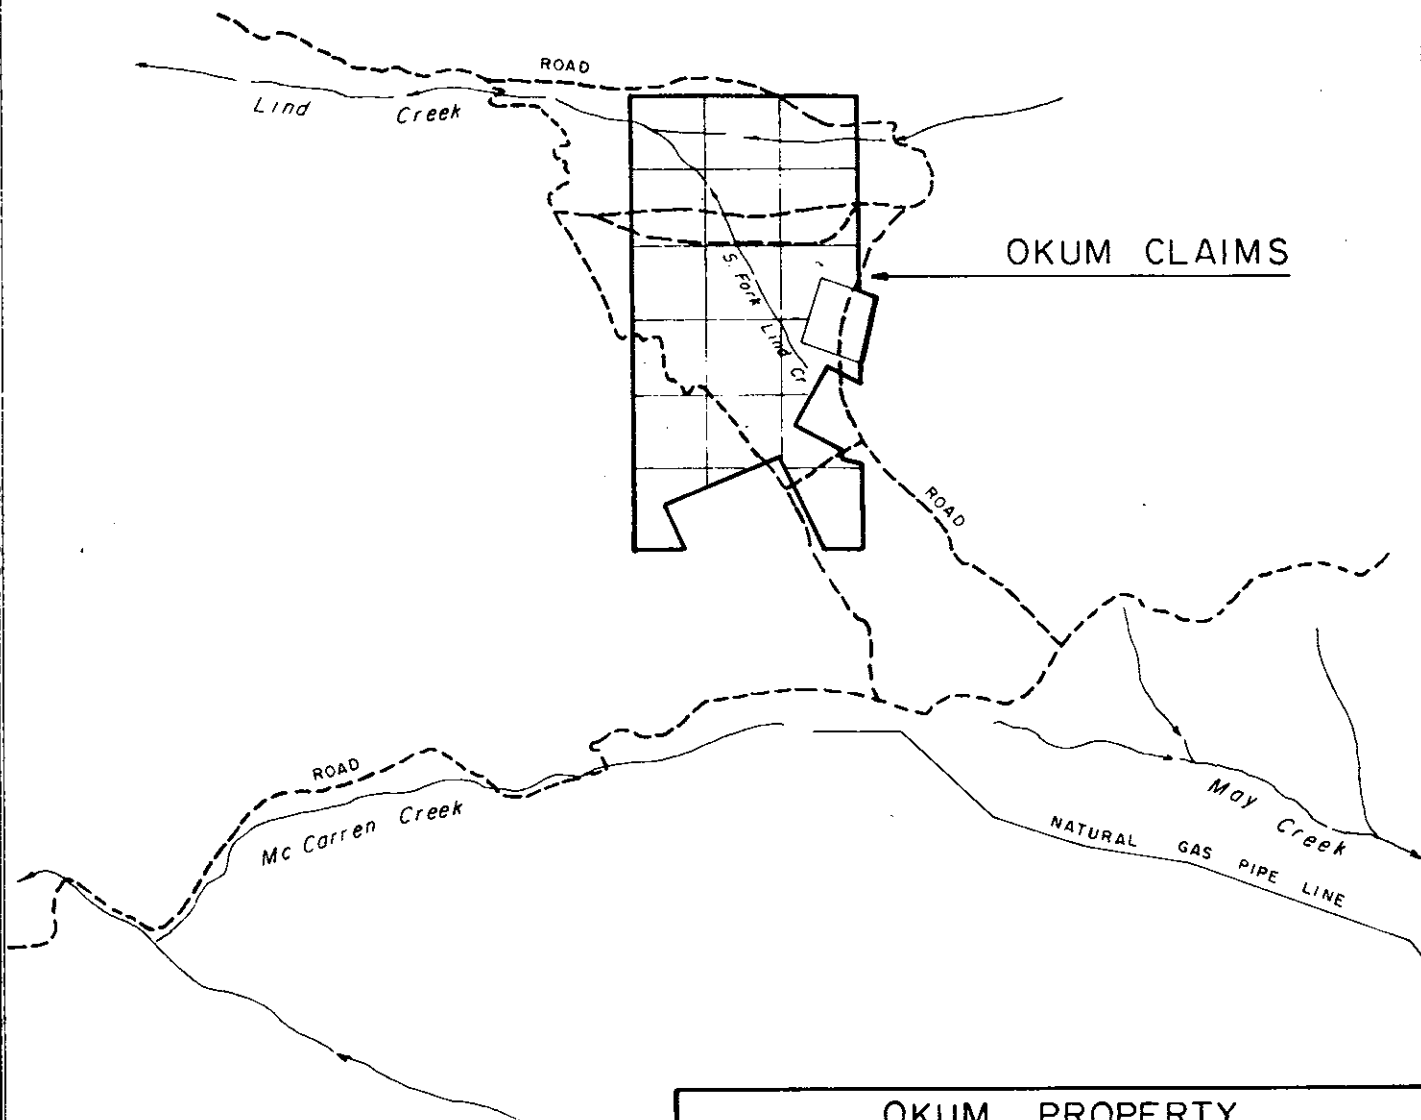 ROAD
Lind Creek
OKUM CLAIMS
S. Fork Lind Cr
ROAD
ROAD
Mc Carren Creek
May Creek
NATURAL GAS PIPE LINE
OKUM PROPERTY